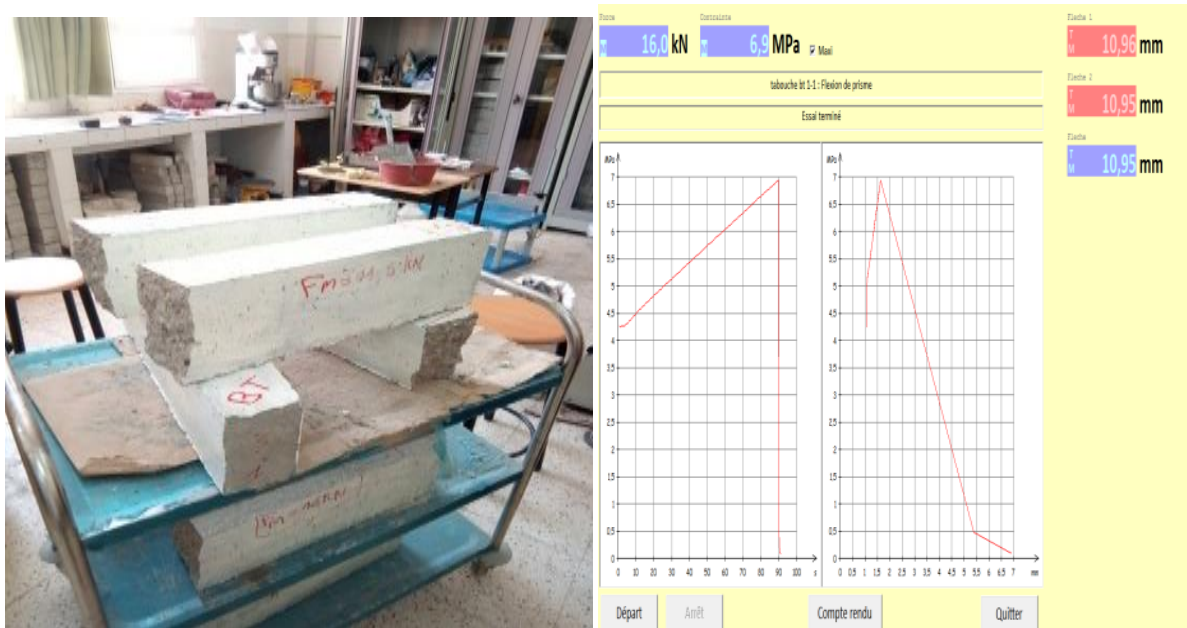 BT
1
Force
M 16,0 kN
Contrainte
M 6,9 MPa
Maxi
tabouche bt 1-1 : Flexion de prisme
Essai terminé
Fleche 1
T
M 10,96 mm
Fleche 2
T
M 10,95 mm
Fleche
T
M 10,95 mm
MPa
7
6,5
6
5,5
5
4,5
4
3,5
3
2,5
2
1,5
1
0,5
0
0 10 20 30 40 50 60 70 80 90 100 s
MPa
7
6,5
6
5,5
5
4,5
4
3,5
3
2,5
2
1,5
1
0,5
0
0 0,5 1 1,5 2 2,5 3 3,5 4 4,5 5 5,5 6 6,5 7 mm
Départ Arrêt Compte rendu Quitter